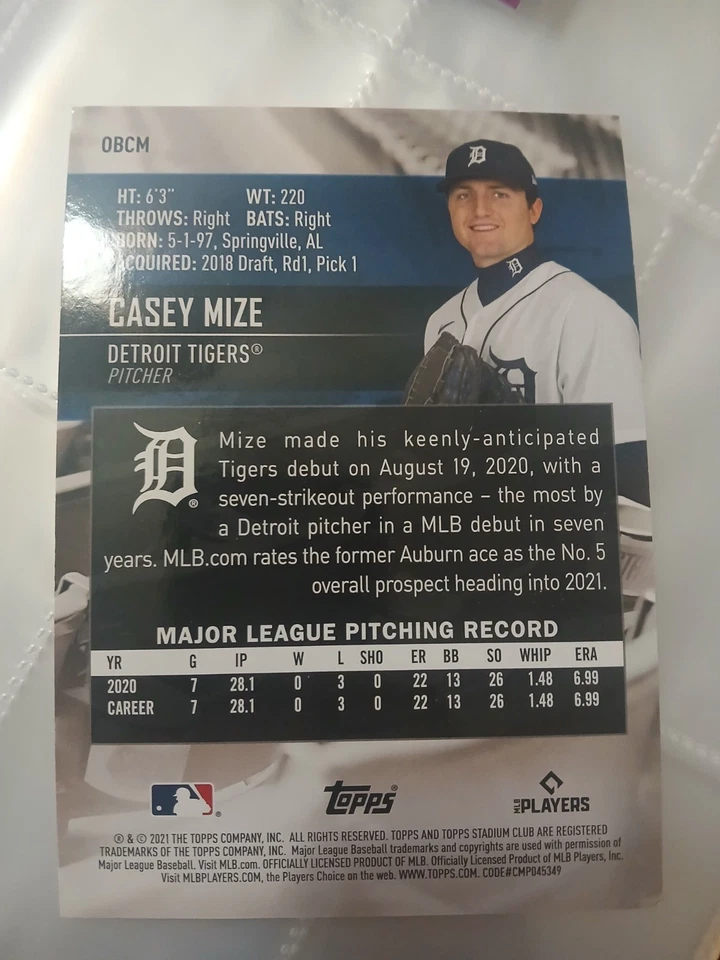 OBCM
HT: 6'3" WT: 220
THROWS: Right BATS: Right
BORN: 5-1-97, Springville, AL
ACQUIRED: 2018 Draft, Rd1, Pick 1
CASEY MIZE
DETROIT TIGERS®
PITCHER
Mize made his keenly-anticipated
Tigers debut on August 19, 2020, with a
seven-strikeout performance – the most by
a Detroit pitcher in a MLB debut in seven
years. MLB.com rates the former Auburn ace as the No. 5
overall prospect heading into 2021.
MAJOR LEAGUE PITCHING RECORD
YR G IP W L SHO ER BB SO WHIP ERA
2020 7 28.1 0 3 0 22 13 26 1.48 6.99
CAREER 7 28.1 0 3 0 22 13 26 1.48 6.99
topps® MLB PLAYERS
® & © 2021 THE TOPPS COMPANY, INC. ALL RIGHTS RESERVED. TOPPS AND TOPPS STADIUM CLUB ARE REGISTERED
TRADEMARKS OF THE TOPPS COMPANY, INC. Major League Baseball trademarks and copyrights are used with permission of
Major League Baseball. Visit MLB.com. OFFICIALLY LICENSED PRODUCT OF MLB. Officially Licensed Product of MLB Players, Inc.
Visit MLBPLAYERS.COM, the Players Choice on the web. WWW.TOPPS.COM. CODE#CMP045349